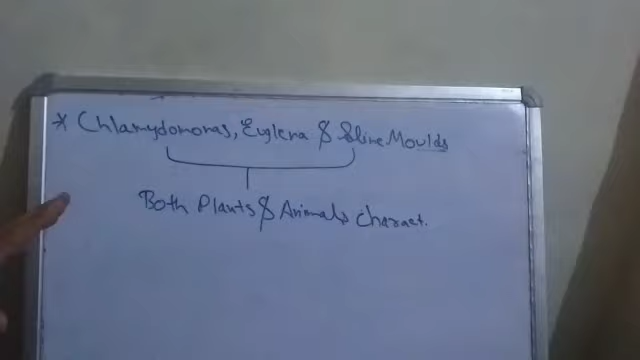 * Chlamydomonas, Euglena & Slime Moulds
Both Plants & Animals charact.